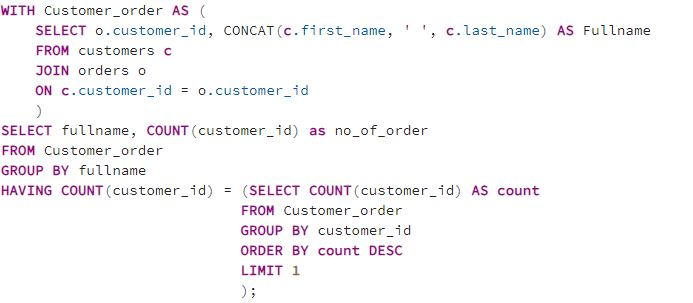 WITH Customer_order AS (
SELECT o.customer_id, CONCAT(c.first_name, ' ', c.last_name) AS Fullname
FROM customers c
JOIN orders o
ON c.customer_id = o.customer_id
)
SELECT fullname, COUNT(customer_id) as no_of_order
FROM Customer_order
GROUP BY fullname
HAVING COUNT(customer_id) = (SELECT COUNT(customer_id) AS count
FROM Customer_order
GROUP BY customer_id
ORDER BY count DESC
LIMIT 1
);